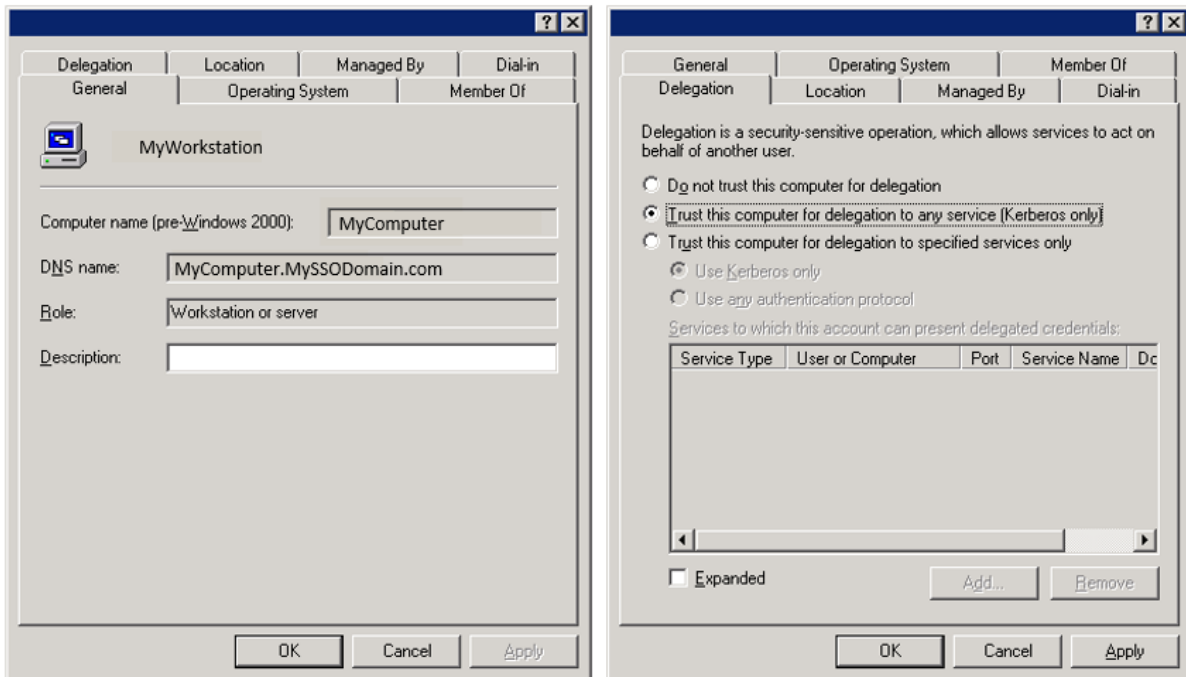 Delegation Location Managed By Dial-in
General Operating System Member Of
MyWorkstation
Computer name (pre-Windows 2000): MyComputer
DNS name: MyComputer.MySSODomain.com
Role: Workstation or server
Description:
OK Cancel Apply
General Operating System Member Of
Delegation Location Managed By Dial-in
Delegation is a security-sensitive operation, which allows services to act on
behalf of another user.
Do not trust this computer for delegation
Trust this computer for delegation to any service (Kerberos only)
Trust this computer for delegation to specified services only
Use Kerberos only
Use any authentication protocol
Services to which this account can present delegated credentials:
Service Type User or Computer Port Service Name Dc
Expanded Add... Remove
OK Cancel Apply